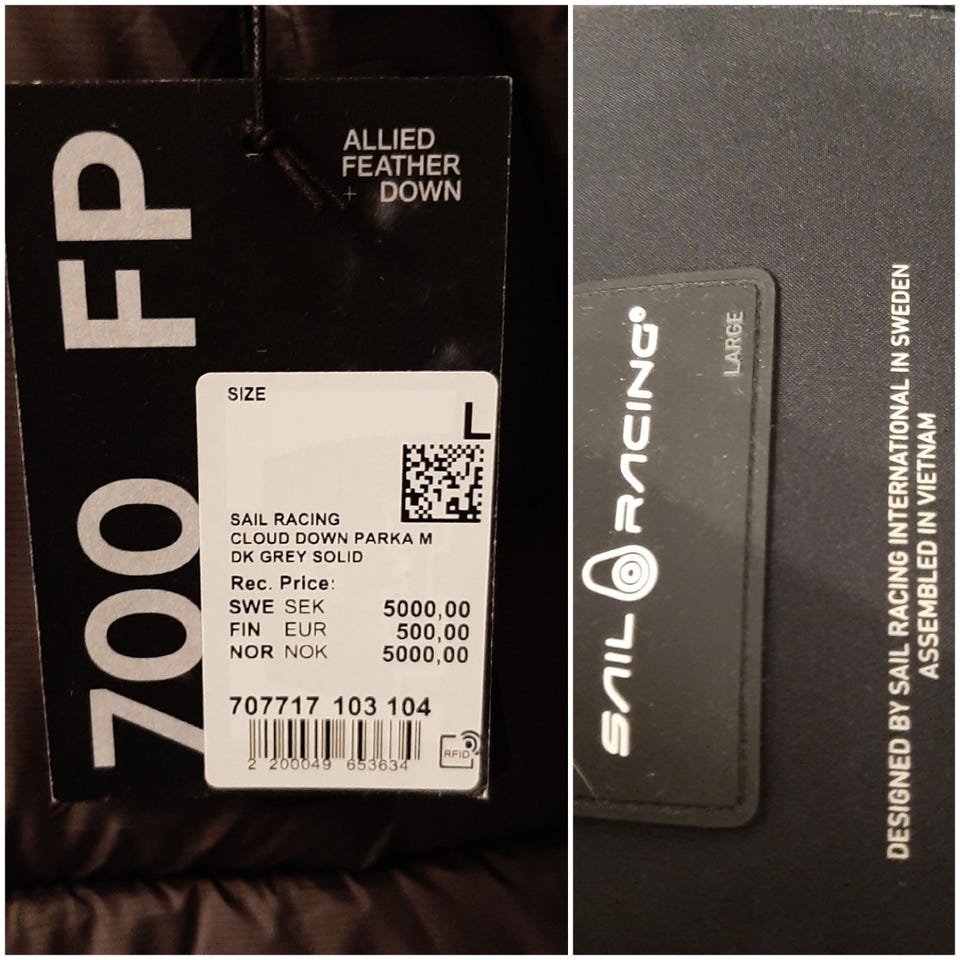 700 FP
ALLIED
FEATHER
+ DOWN
SIZE
L
SAIL RACING
CLOUD DOWN PARKA M
DK GREY SOLID
Rec. Price:
SWE SEK 5000,00
FIN EUR 500,00
NOR NOK 5000,00
707717 103 104
2 200049 653634
RFID
SAIL RACING
LARGE
DESIGNED BY SAIL RACING INTERNATIONAL IN SWEDEN
ASSEMBLED IN VIETNAM